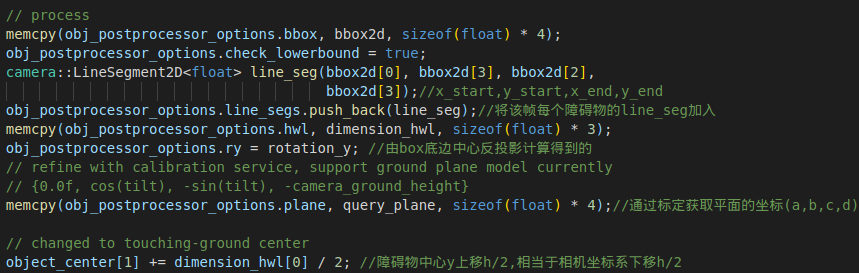 // process
memcpy(obj_postprocessor_options.bbox, bbox2d, sizeof(float) * 4);
obj_postprocessor_options.check_lowerbound = true;
camera::LineSegment2D<float> line_seg(bbox2d[0], bbox2d[3], bbox2d[2],
bbox2d[3]);//x_start,y_start,x_end,y_end
obj_postprocessor_options.line_segs.push_back(line_seg);//将该帧每个障碍物的line_seg加入
memcpy(obj_postprocessor_options.hwl, dimension_hwl, sizeof(float) * 3);
obj_postprocessor_options.ry = rotation_y; //由box底边中心反投影计算得到的
// refine with calibration service, support ground plane model currently
// {0.0f, cos(tilt), -sin(tilt), -camera_ground_height}
memcpy(obj_postprocessor_options.plane, query_plane, sizeof(float) * 4);//通过标定获取平面的坐标(a,b,c,d)
// changed to touching-ground center
object_center[1] += dimension_hwl[0] / 2; //障碍物中心y上移h/2,相当于相机坐标系下移h/2